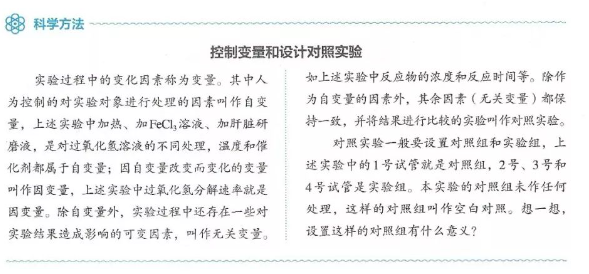 科学方法
控制变量和设计对照实验
实验过程中的变化因素称为变量。其中人
为控制的对实验对象进行处理的因素叫作自变
量，上述实验中加热、加FeCl₃溶液、加肝脏研
磨液，是对过氧化氢溶液的不同处理，温度和催
化剂都属于自变量；因自变量改变而变化的变量
叫作因变量，上述实验中过氧化氢分解速率就是
因变量。除自变量外，实验过程中还存在一些对
实验结果造成影响的可变因素，叫作无关变量。
如上述实验中反应物的浓度和反应时间等。除作
为自变量的因素外，其余因素（无关变量）都保
持一致，并将结果进行比较的实验叫作对照实验。
对照实验一般要设置对照组和实验组，上
述实验中的1号试管就是对照组，2号、3号和
4号试管是实验组。本实验的对照组未作任何
处理，这样的对照组叫作空白对照。想一想，
设置这样的对照组有什么意义？